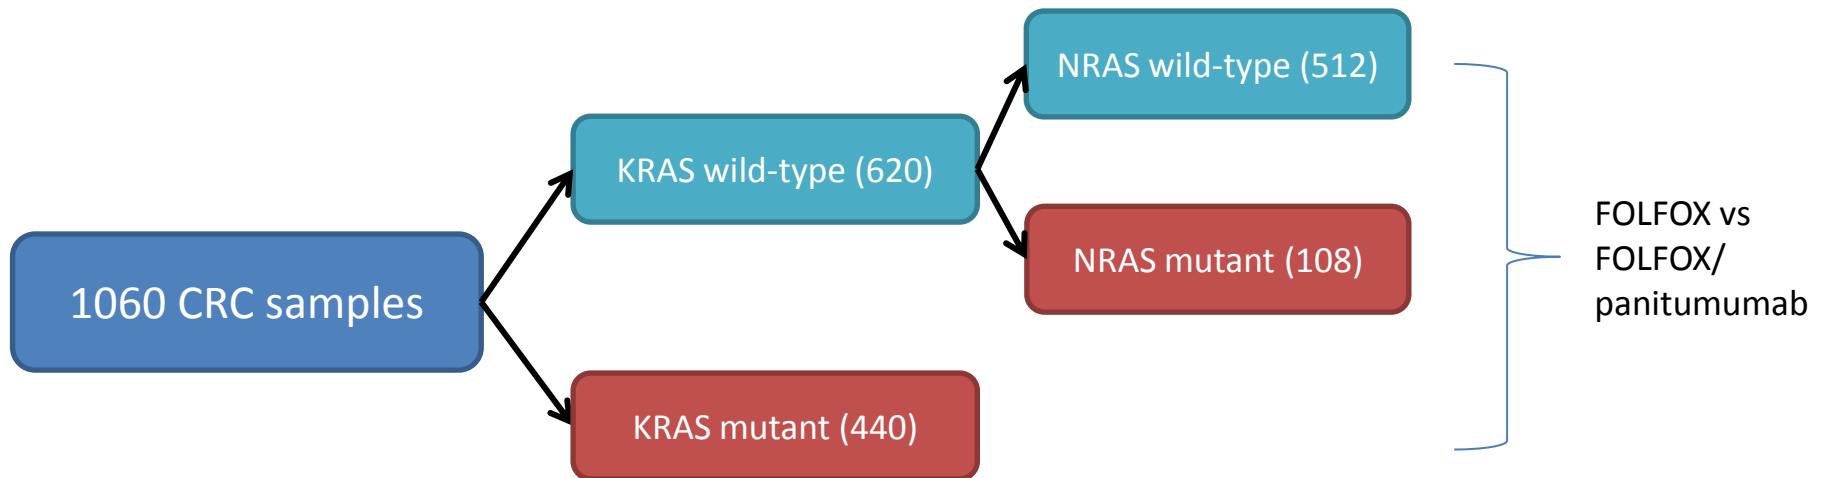 1060 CRC samples
KRAS wild-type (620)
KRAS mutant (440)
NRAS wild-type (512)
NRAS mutant (108)
FOLFOX vs
FOLFOX/
panitumumab